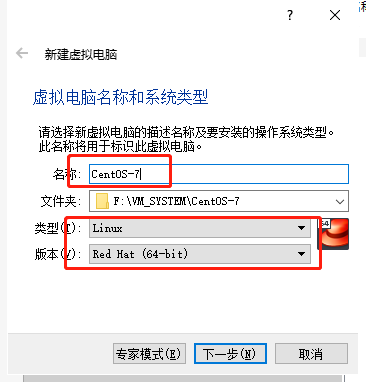 ?
新建虚拟电脑
虚拟电脑名称和系统类型
请选择新虚拟电脑的描述名称及要安装的操作系统类型。
此名称将用于标识此虚拟电脑。
名称: CentOS-7
文件夹: F:\VM_SYSTEM\CentOS-7
类型(T): Linux
64
版本(V): Red Hat (64-bit)
专家模式(E) 下一步(N) 取消